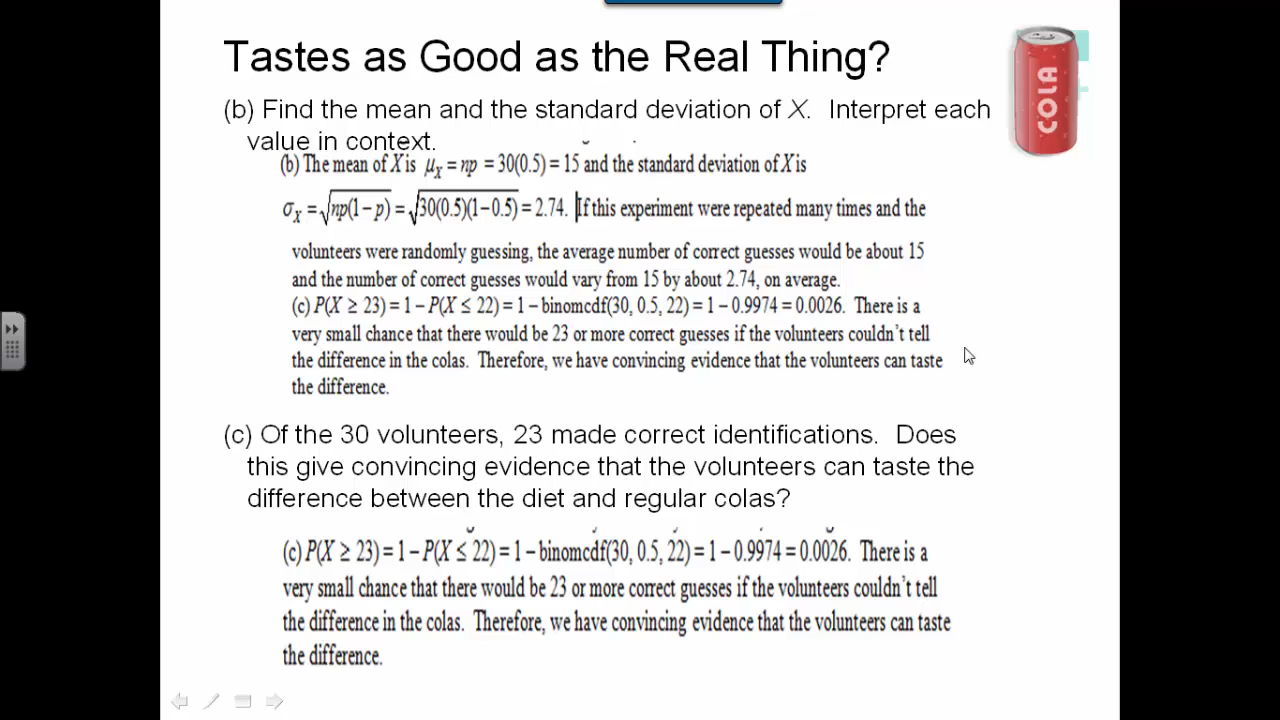 Tastes as Good as the Real Thing?
COLA
(b) Find the mean and the standard deviation of X. Interpret each
value in context.
(b) The mean of X is μ_X = np = 30(0.5) = 15 and the standard deviation of X is
σ_X = √np(1−p) = √30(0.5)(1−0.5) = 2.74. If this experiment were repeated many times and the
volunteers were randomly guessing, the average number of correct guesses would be about 15
and the number of correct guesses would vary from 15 by about 2.74, on average.
(c) P(X ≥ 23) = 1 − P(X ≤ 22) = 1 − binomcdf(30, 0.5, 22) = 1 − 0.9974 = 0.0026. There is a
very small chance that there would be 23 or more correct guesses if the volunteers couldn't tell
the difference in the colas. Therefore, we have convincing evidence that the volunteers can taste
the difference.
(c) Of the 30 volunteers, 23 made correct identifications. Does
this give convincing evidence that the volunteers can taste the
difference between the diet and regular colas?
(c) P(X ≥ 23) = 1 − P(X ≤ 22) = 1 − binomcdf(30, 0.5, 22) = 1 − 0.9974 = 0.0026. There is a
very small chance that there would be 23 or more correct guesses if the volunteers couldn't tell
the difference in the colas. Therefore, we have convincing evidence that the volunteers can taste
the difference.